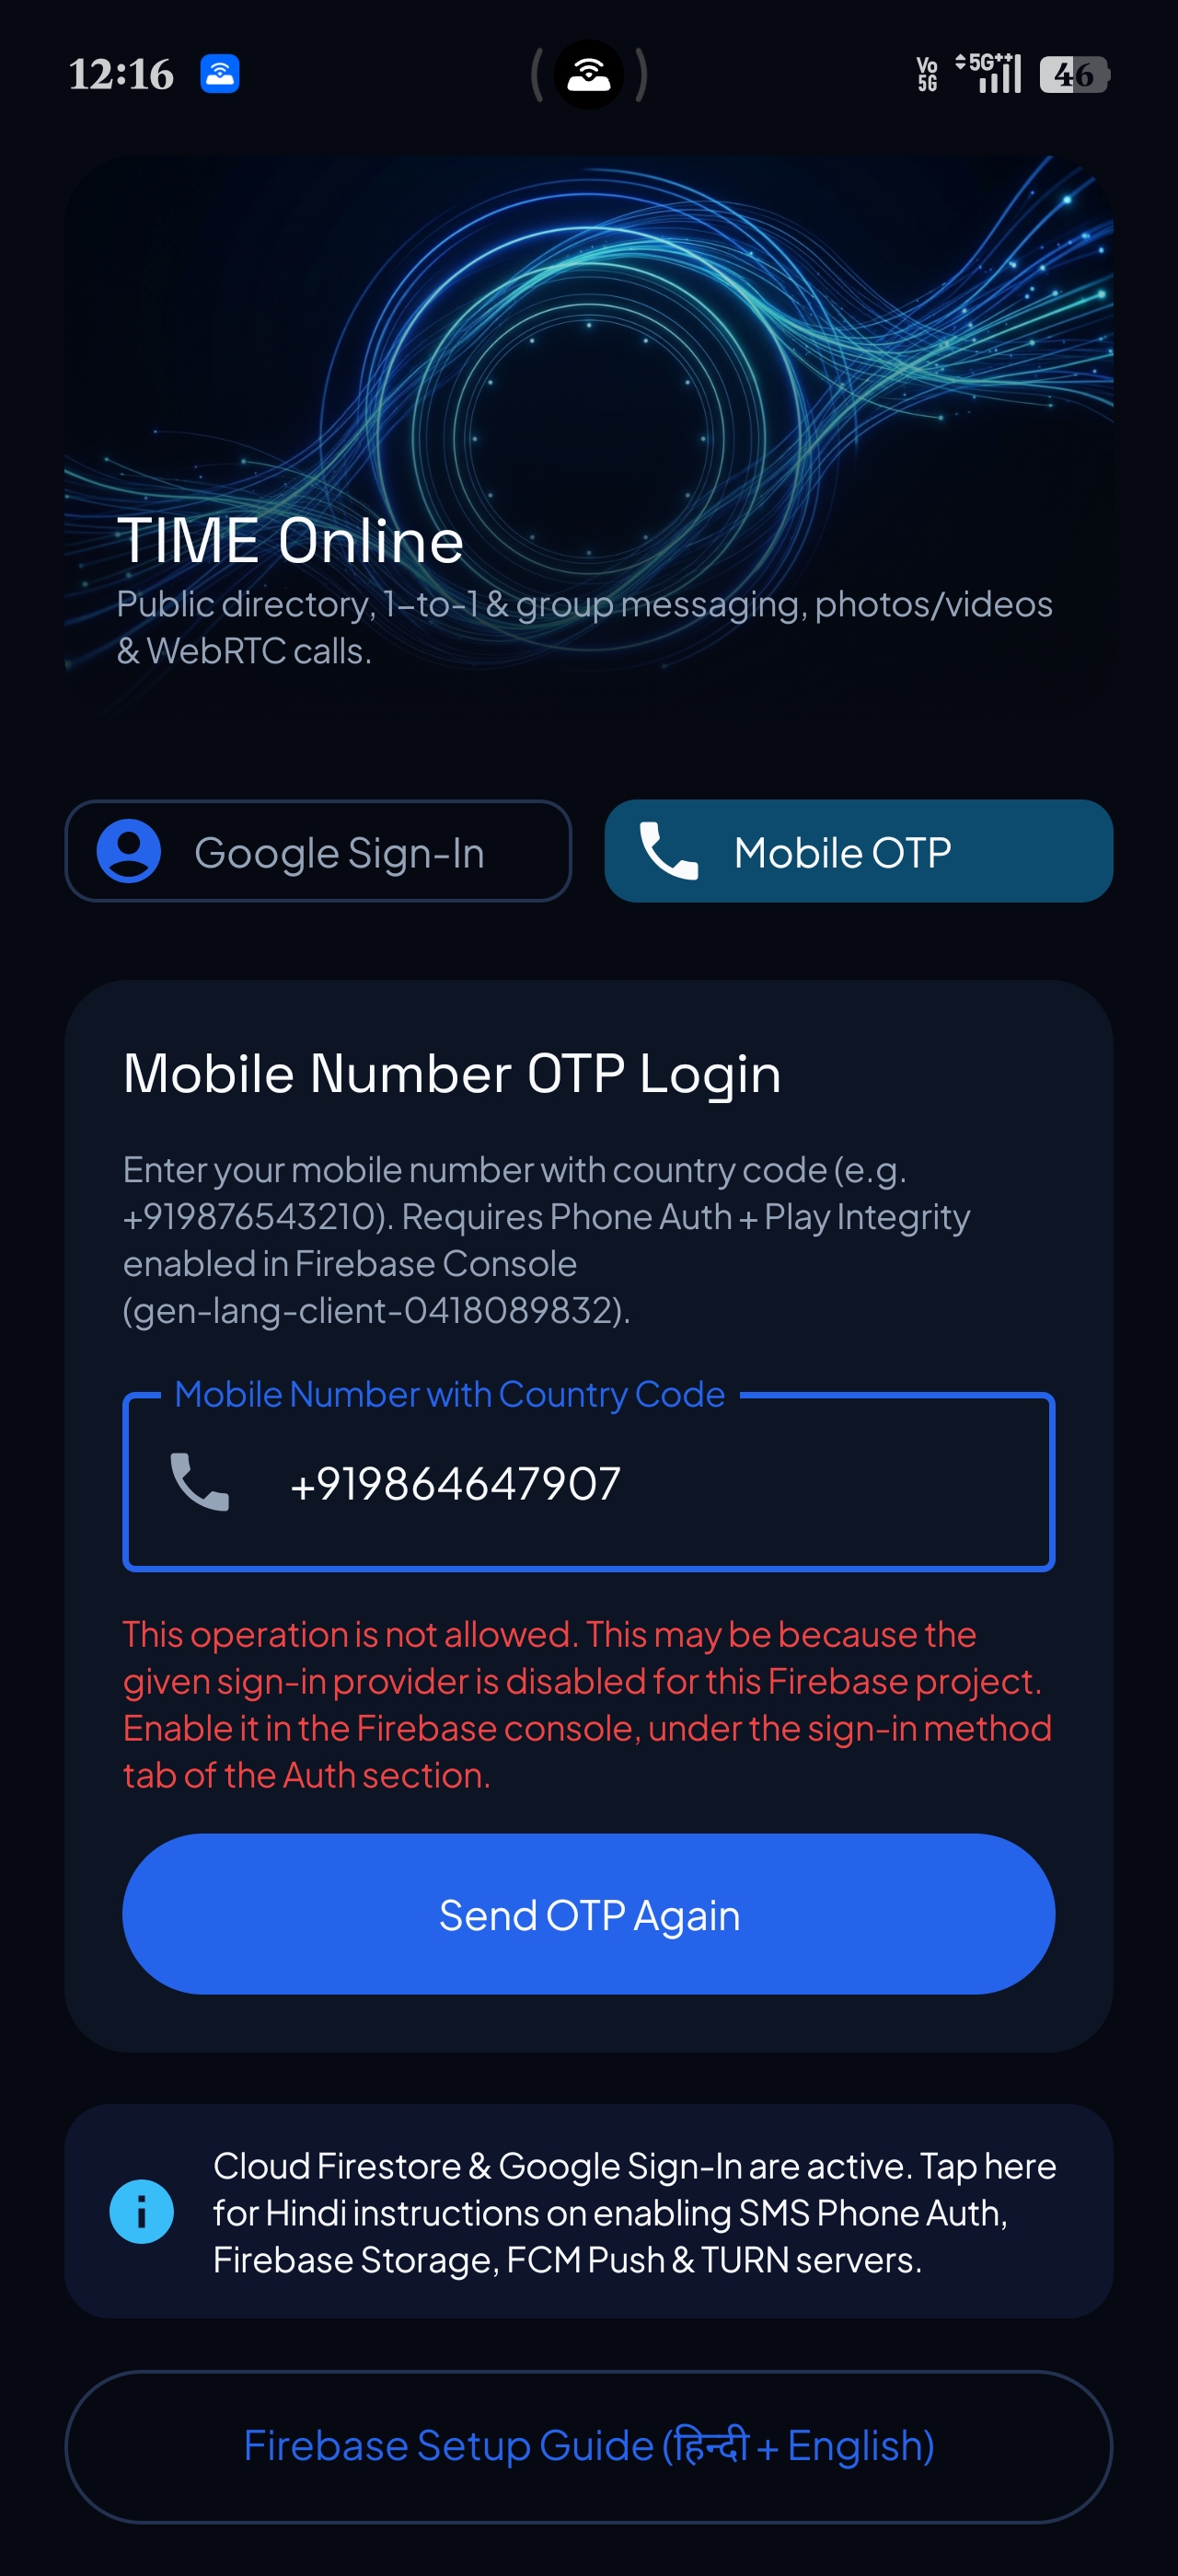 12:16
Vo 5G
5G++
46
TIME Online
Public directory, 1-to-1 & group messaging, photos/videos
& WebRTC calls.
Google Sign-In
Mobile OTP
Mobile Number OTP Login
Enter your mobile number with country code (e.g.
+919876543210). Requires Phone Auth + Play Integrity
enabled in Firebase Console
(gen-lang-client-0418089832).
Mobile Number with Country Code
+919864647907
This operation is not allowed. This may be because the
given sign-in provider is disabled for this Firebase project.
Enable it in the Firebase console, under the sign-in method
tab of the Auth section.
Send OTP Again
Cloud Firestore & Google Sign-In are active. Tap here
for Hindi instructions on enabling SMS Phone Auth,
Firebase Storage, FCM Push & TURN servers.
Firebase Setup Guide (हिन्दी + English)